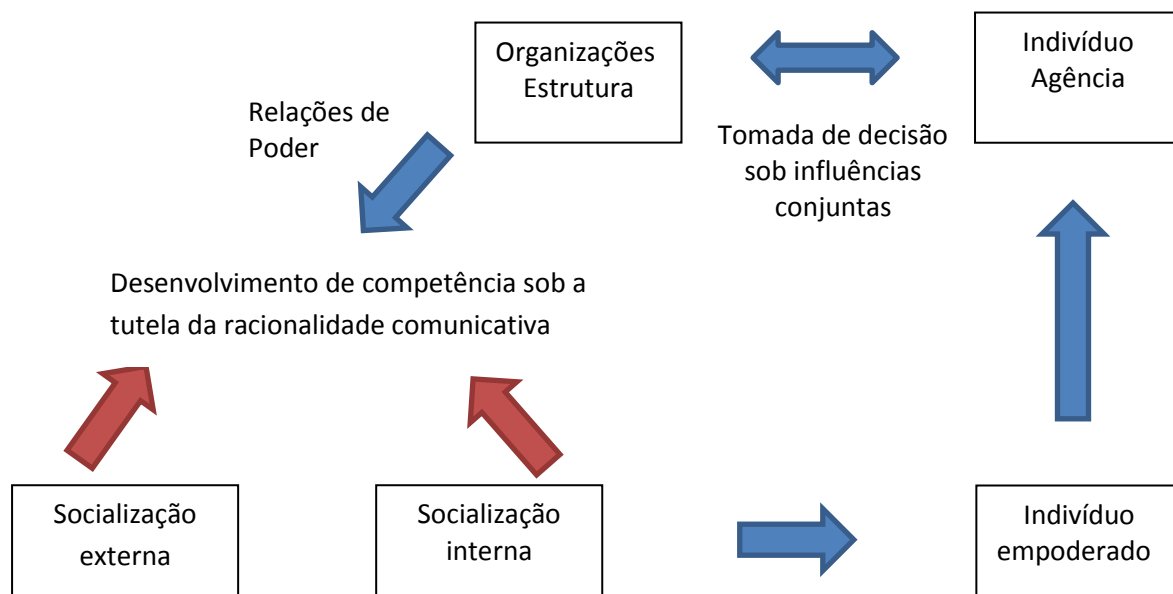 Organizações
Estrutura
Indivíduo
Agência
Relações de
Poder
Tomada de decisão
sob influências
conjuntas
Desenvolvimento de competência sob a
tutela da racionalidade comunicativa
Socialização
externa
Socialização
interna
Indivíduo
empoderado